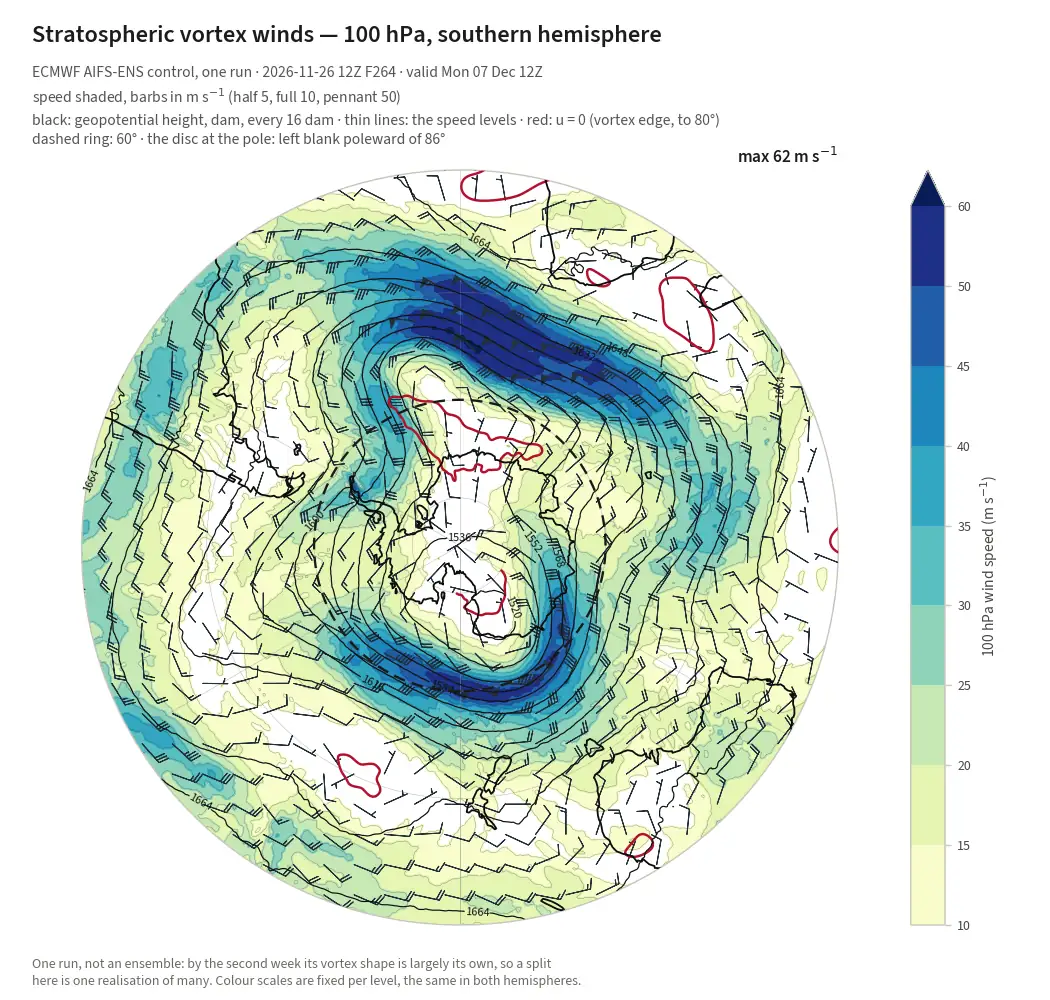 Stratospheric vortex winds — 100 hPa, southern hemisphere
ECMWF AIFS-ENS control, one run · 2026-11-26 12Z F264 · valid Mon 07 Dec 12Z
speed shaded, barbs in m s⁻¹ (half 5, full 10, pennant 50)
black: geopotential height, dam, every 16 dam · thin lines: the speed levels · red: u = 0 (vortex edge, to 80°)
dashed ring: 60° · the disc at the pole: left blank poleward of 86°
max 62 m s⁻¹
60
50
45
40
35
30
25
20
15
10
100 hPa wind speed (m s⁻¹)
1664
1648
1664
1664
1536
1552
1568
1520
1664
1664
One run, not an ensemble: by the second week its vortex shape is largely its own, so a split
here is one realisation of many. Colour scales are fixed per level, the same in both hemispheres.